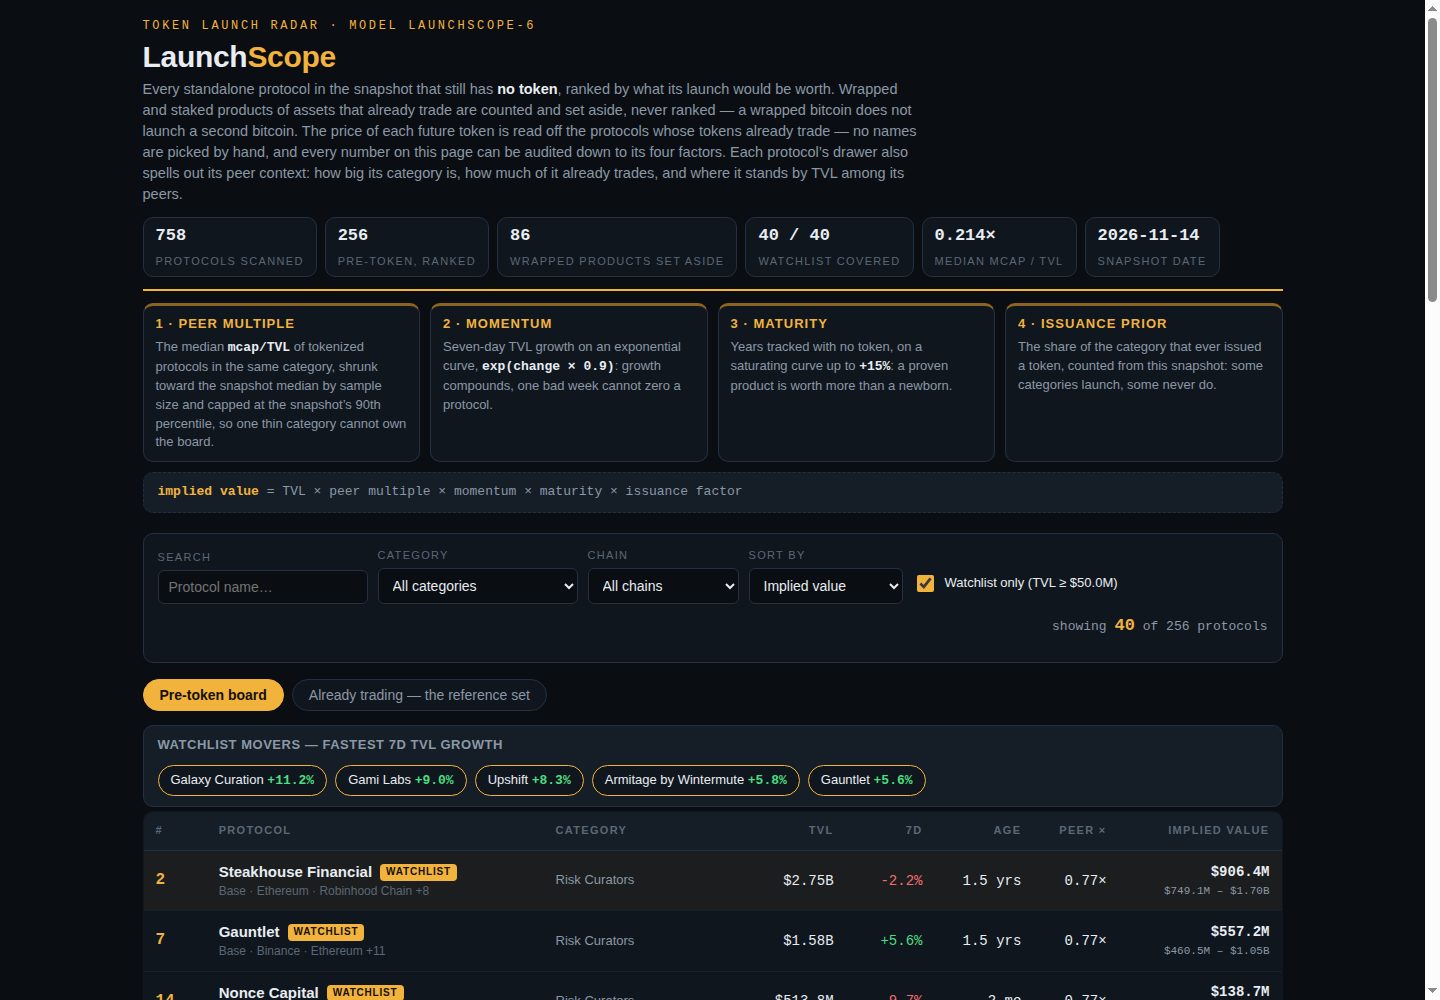 TOKEN LAUNCH RADAR · MODEL LAUNCHSCOPE-6
LaunchScope
Every standalone protocol in the snapshot that still has no token, ranked by what its launch would be worth. Wrapped
and staked products of assets that already trade are counted and set aside, never ranked — a wrapped bitcoin does not
launch a second bitcoin. The price of each future token is read off the protocols whose tokens already trade — no names
are picked by hand, and every number on this page can be audited down to its four factors. Each protocol’s drawer also
spells out its peer context: how big its category is, how much of it already trades, and where it stands by TVL among its
peers.
758 256 86 40 / 40 0.214× 2026-11-14
PROTOCOLS SCANNED PRE-TOKEN, RANKED WRAPPED PRODUCTS SET ASIDE WATCHLIST COVERED MEDIAN MCAP / TVL SNAPSHOT DATE
1 · PEER MULTIPLE
The median mcap/TVL of tokenized
protocols in the same category, shrunk
toward the snapshot median by sample
size and capped at the snapshot’s 90th
percentile, so one thin category cannot own
the board.
2 · MOMENTUM
Seven-day TVL growth on an exponential
curve, exp(change × 0.9): growth
compounds, one bad week cannot zero a
protocol.
3 · MATURITY
Years tracked with no token, on a
saturating curve up to +15%: a proven
product is worth more than a newborn.
4 · ISSUANCE PRIOR
The share of the category that ever issued
a token, counted from this snapshot: some
categories launch, some never do.
implied value = TVL × peer multiple × momentum × maturity × issuance factor
SEARCH CATEGORY CHAIN SORT BY
Protocol name… All categories All chains Implied value Watchlist only (TVL ≥ $50.0M)
showing 40 of 256 protocols
Pre-token board Already trading — the reference set
WATCHLIST MOVERS — FASTEST 7D TVL GROWTH
Galaxy Curation +11.2% Gami Labs +9.0% Upshift +8.3% Armitage by Wintermute +5.8% Gauntlet +5.6%
# PROTOCOL CATEGORY TVL 7D AGE PEER × IMPLIED VALUE
2 Steakhouse Financial WATCHLIST Risk Curators $2.75B -2.2% 1.5 yrs 0.77× $906.4M
Base · Ethereum · Robinhood Chain +8 $749.1M – $1.70B
7 Gauntlet WATCHLIST Risk Curators $1.58B +5.6% 1.5 yrs 0.77× $557.2M
Base · Binance · Ethereum +11 $460.5M – $1.05B
14 Nonce Capital WATCHLIST Risk Curators $513.8M -9.7% 2 mo 0.77× $138.7M